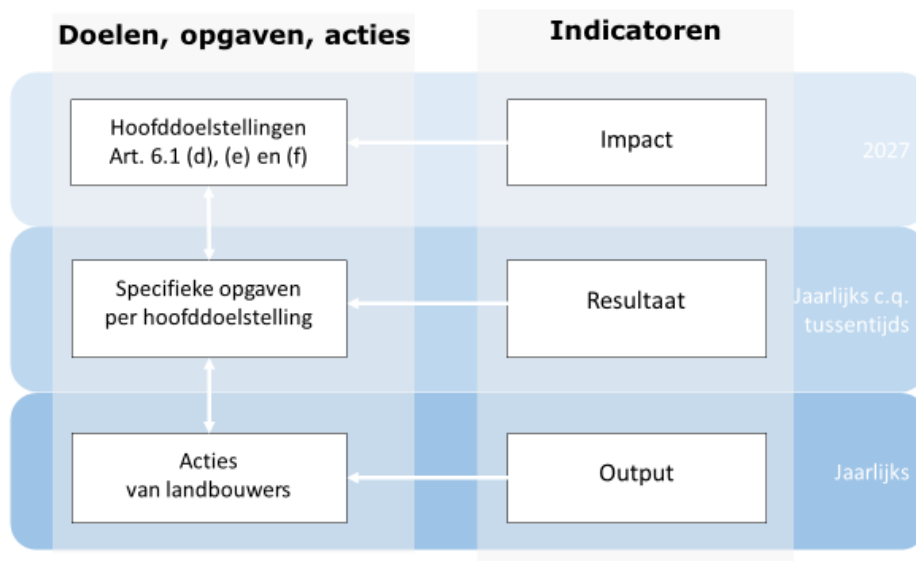 Doelen, opgaven, acties
Indicatoren
Hoofddoelstellingen
Art. 6.1 (d), (e) en (f)
Impact
2027
Specifieke opgaven
per hoofddoelstelling
Resultaat
Jaarlijks c.q.
tussentijds
Acties
van landbouwers
Output
Jaarlijks